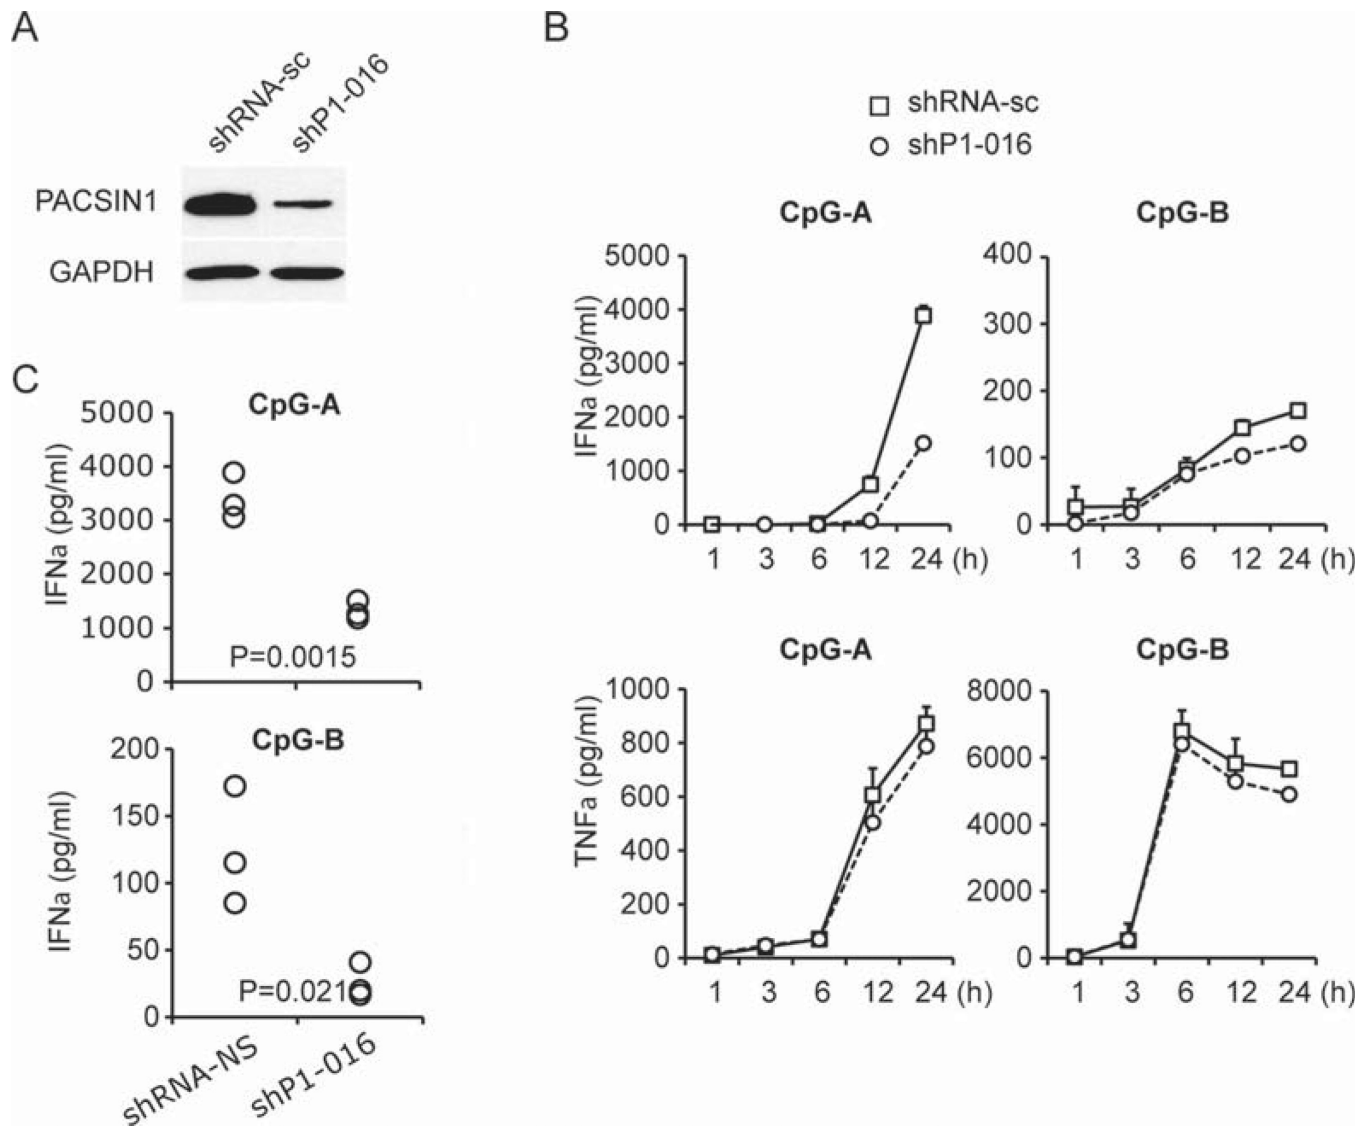 A
shRNA-sc
shP1-016
PACSIN1
GAPDH
B
shRNA-sc
shP1-016
CpG-A
IFNa (pg/ml)
5000
4000
3000
2000
1000
0
1 3 6 12 24 (h)
CpG-B
400
300
200
100
0
1 3 6 12 24 (h)
CpG-A
TNFa (pg/ml)
1000
800
600
400
200
0
1 3 6 12 24 (h)
CpG-B
8000
6000
4000
2000
0
1 3 6 12 24 (h)
C
CpG-A
IFNa (pg/ml)
5000
4000
3000
2000
1000
0
P=0.0015
CpG-B
IFNa (pg/ml)
200
150
100
50
0
P=0.021
shRNA-NS
shP1-016